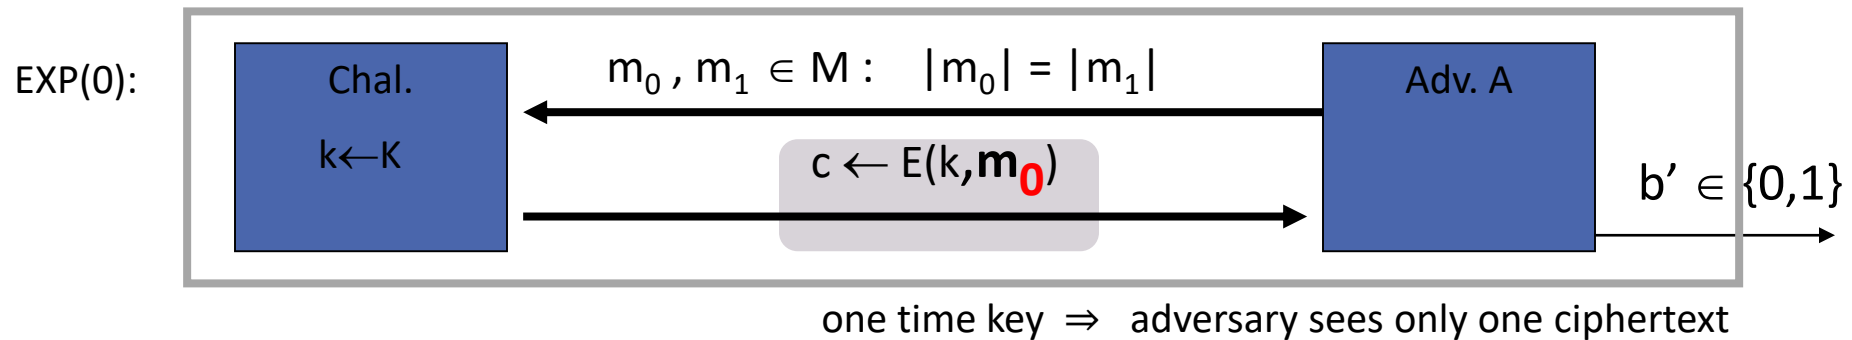 EXP(0):
Chal.
k←K
m₀ , m₁ ∈ M :   |m₀| = |m₁|
c ← E(k,m₀)
Adv. A
b’ ∈ {0,1}
one time key ⇒ adversary sees only one ciphertext